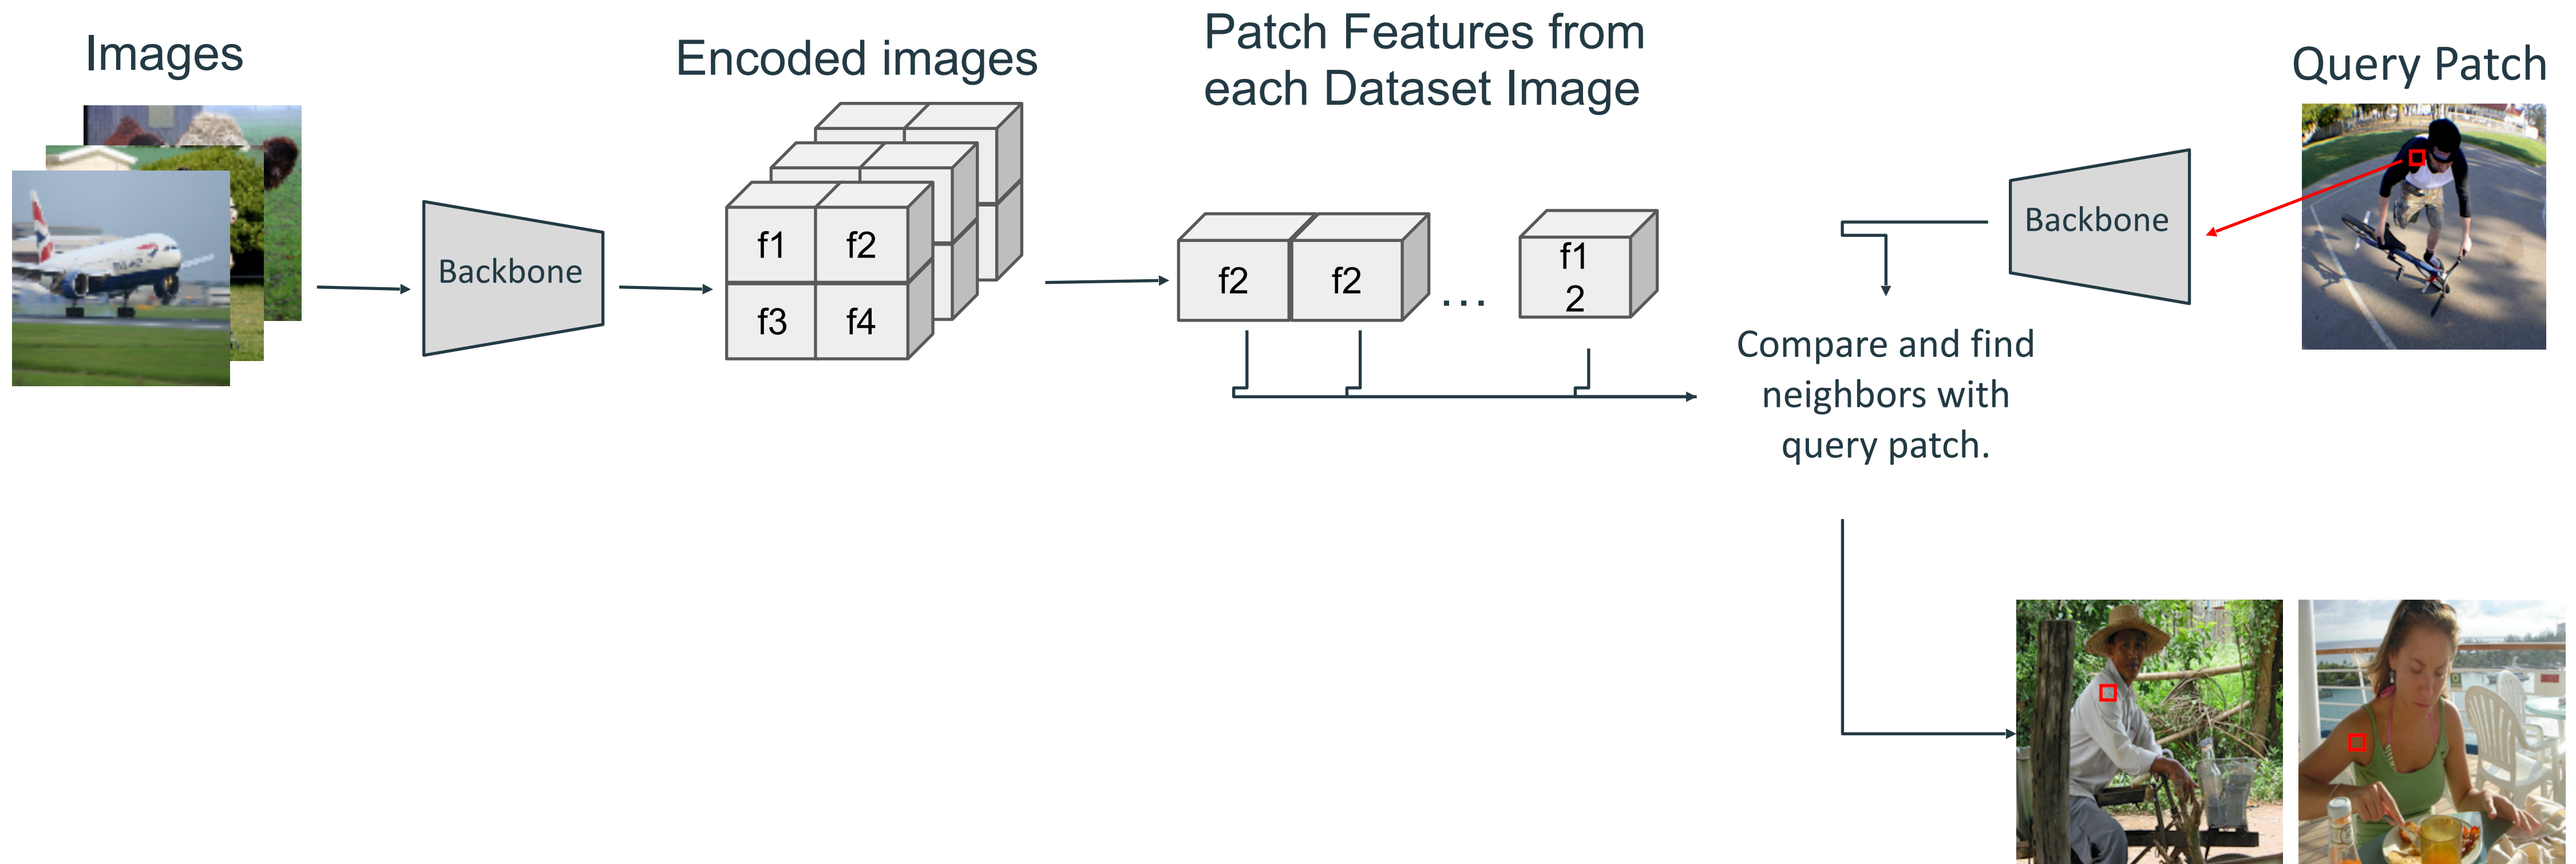 Images
Encoded images
Patch Features from
each Dataset Image
Query Patch
Backbone
f1
f2
f3
f4
f2
f2
...
f1
2
Backbone
Compare and find
neighbors with
query patch.